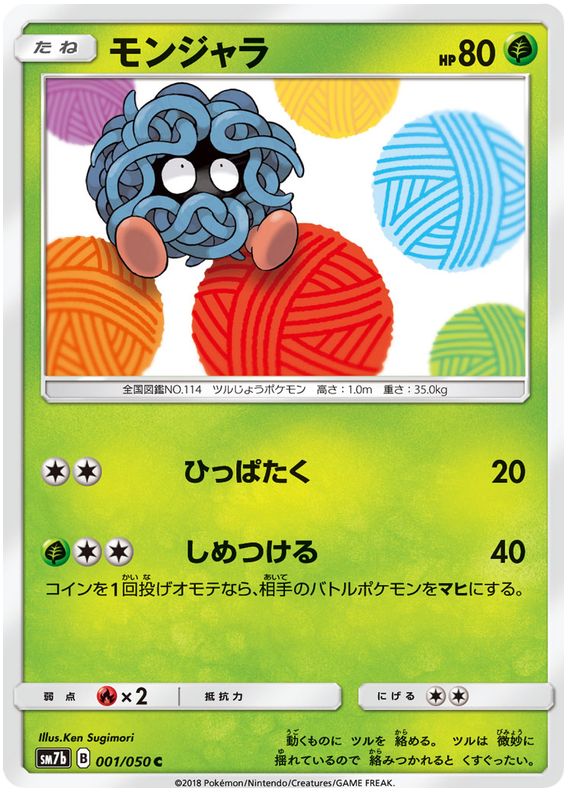 たね モンジャラ HP80
全国図鑑NO.114 ツルじょうポケモン 高さ:1.0m 重さ:35.0kg
ひっぱたく 20
しめつける 40
コインを1回投げオモテなら、相手のバトルポケモンをマヒにする。
弱点 ×2 抵抗力 にげる
Illus.Ken Sugimori
sm7b B 001/050 C
動くものに ツルを 絡める。 ツルは 微妙に
揺れているので 絡みつかれると くすぐったい。
©2018 Pokémon/Nintendo/Creatures/GAME FREAK.